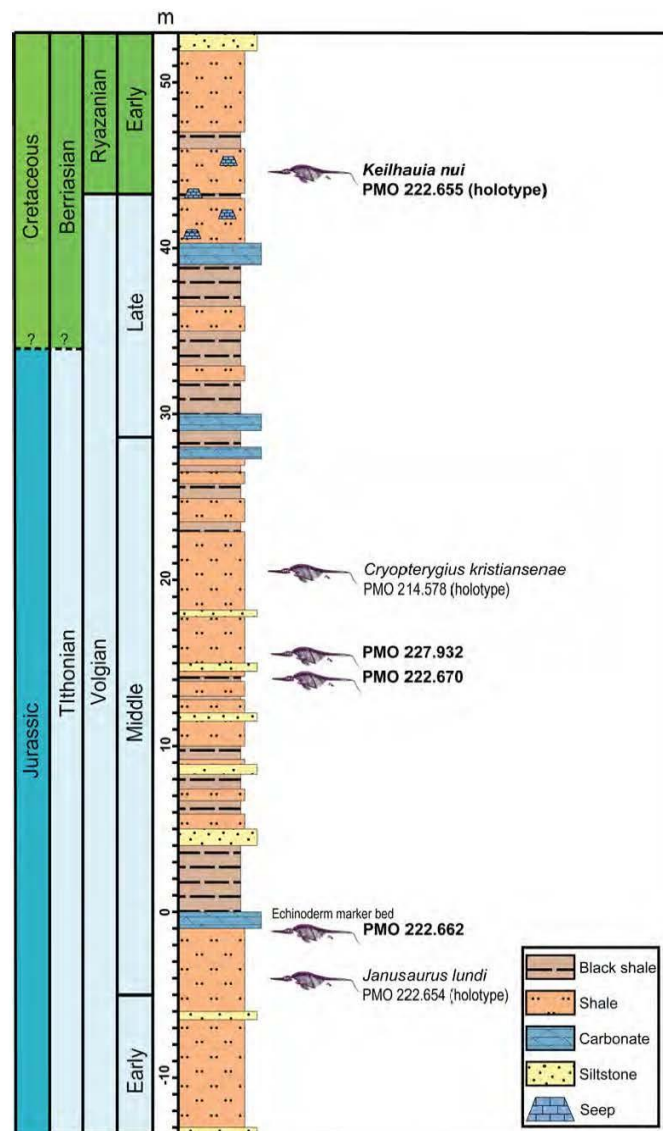 m
Cretaceous
Berriasian
Ryazanian
Early
?
?
Jurassic
TIthonian
Volgian
Late
Middle
Early
50
40
30
20
10
0
-10
Keilhauia nui
PMO 222.655 (holotype)
Cryopterygius kristiansenae
PMO 214.578 (holotype)
PMO 227.932
PMO 222.670
Echinoderm marker bed
PMO 222.662
Janusaurus lundi
PMO 222.654 (holotype)
Black shale
Shale
Carbonate
Siltstone
Seep